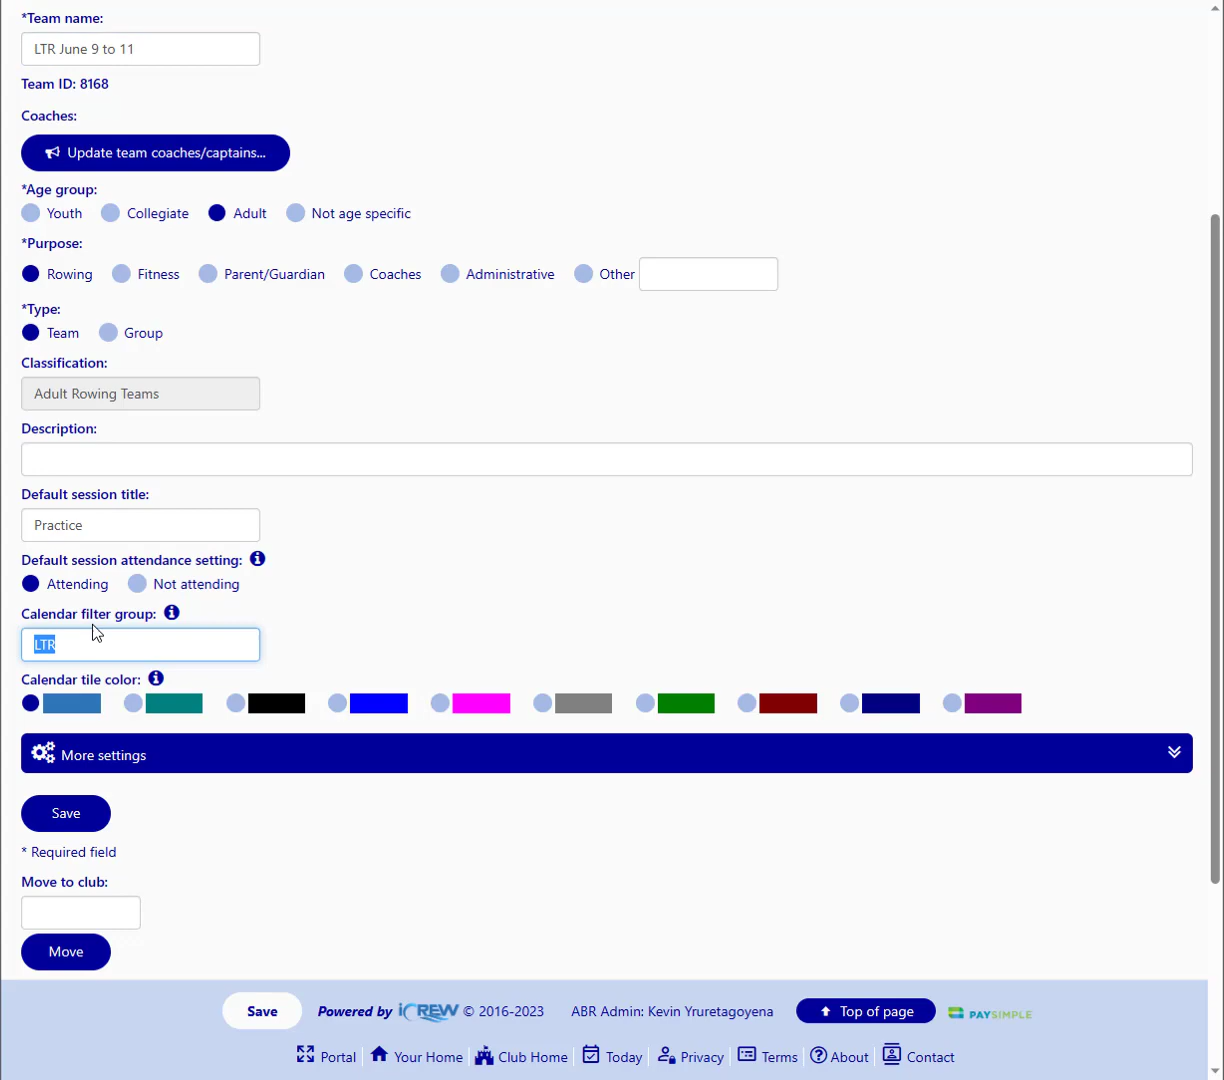 *Team name:
LTR June 9 to 11
Team ID: 8168
Coaches:
Update team coaches/captains...
*Age group:
Youth Collegiate Adult Not age specific
*Purpose:
Rowing Fitness Parent/Guardian Coaches Administrative Other
*Type:
Team Group
Classification:
Adult Rowing Teams
Description:
Default session title:
Practice
Default session attendance setting:
Attending Not attending
Calendar filter group:
LTR
Calendar tile color:
More settings
Save
* Required field
Move to club:
Move
Save Powered by iCREW © 2016-2023 ABR Admin: Kevin Yruretagoyena Top of page PAYSIMPLE
Portal Your Home Club Home Today Privacy Terms About Contact